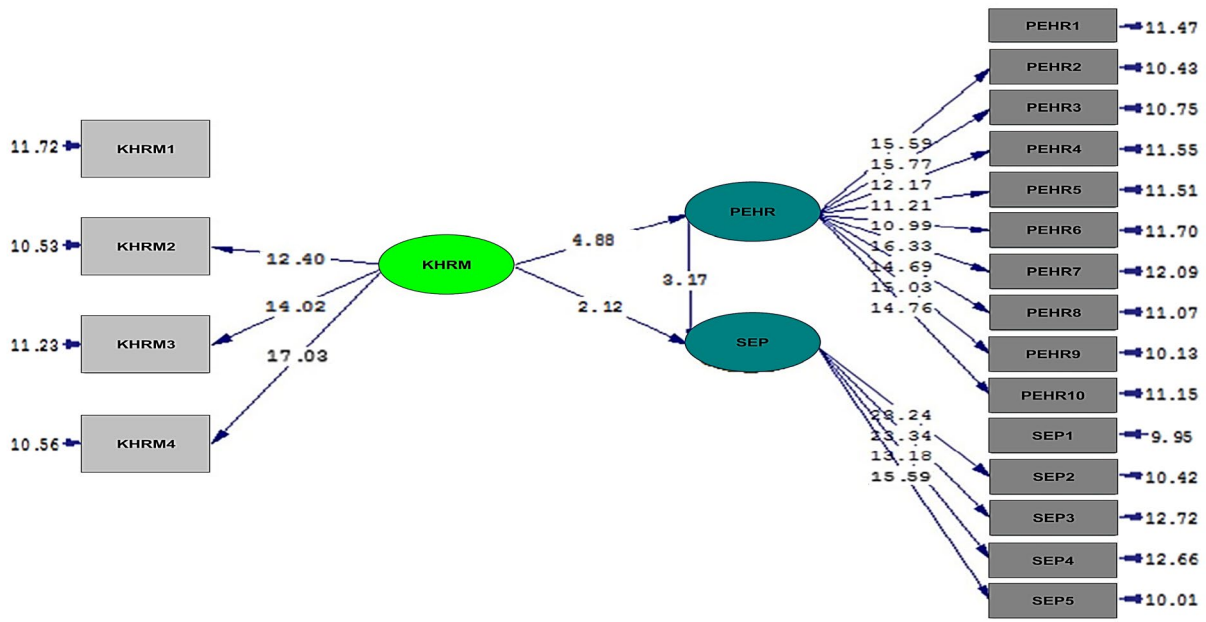 PEHR1 11.47
PEHR2 10.43
PEHR3 10.75
PEHR4 11.55
PEHR5 11.51
PEHR6 11.70
PEHR7 12.09
PEHR8 11.07
PEHR9 10.13
PEHR10 11.15
SEP1 9.95
SEP2 10.42
SEP3 12.72
SEP4 12.66
SEP5 10.01
11.72 KHRM1
10.53 KHRM2
11.23 KHRM3
10.56 KHRM4
12.40
14.02
17.03
KHRM
4.88
2.12
PEHR
3.17
SEP
15.59
15.77
12.17
11.21
10.99
16.33
14.69
15.03
14.76
23.24
23.34
13.18
15.59